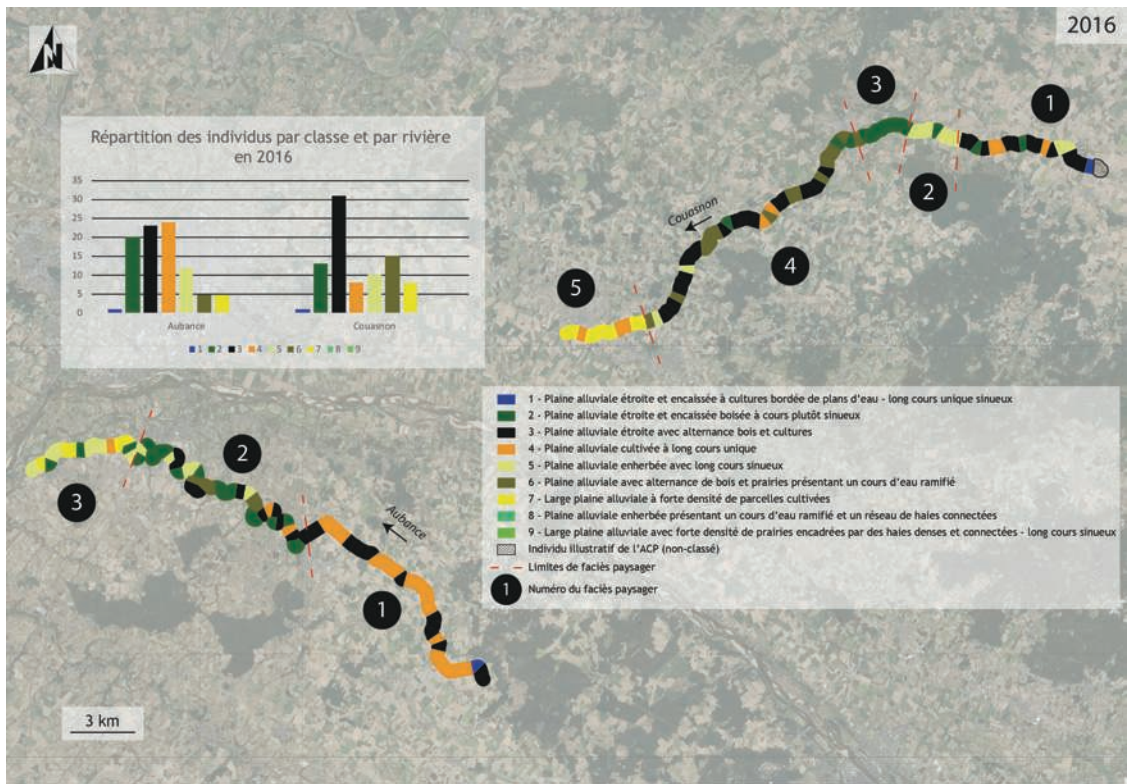 2016
N
Répartition des individus par classe et par rivière
en 2016
35
30
25
20
15
10
5
0
Aubance
Couasnon
1 2 3 4 5 6 7 8 9
3
1
2
Couasnon
4
5
1 - Plaine alluviale étroite et encaissée à cultures bordée de plans d'eau - long cours unique sinueux
2 - Plaine alluviale étroite et encaissée boisée à cours plutôt sinueux
3 - Plaine alluviale étroite avec alternance bois et cultures
4 - Plaine alluviale cultivée à long cours unique
5 - Plaine alluviale enherbée avec long cours sinueux
6 - Plaine alluviale avec alternance de bois et prairies présentant un cours d'eau ramifié
7 - Large plaine alluviale à forte densité de parcelles cultivées
8 - Plaine alluviale enherbée présentant un cours d'eau ramifié et un réseau de haies connectées
9 - Large plaine alluviale avec forte densité de prairies encadrées par des haies denses et connectées - long cours sinueux
Individu illustratif de l'ACP (non-classé)
Limites de faciès paysager
1 Numéro du faciès paysager
2
3
Aubance
1
3 km